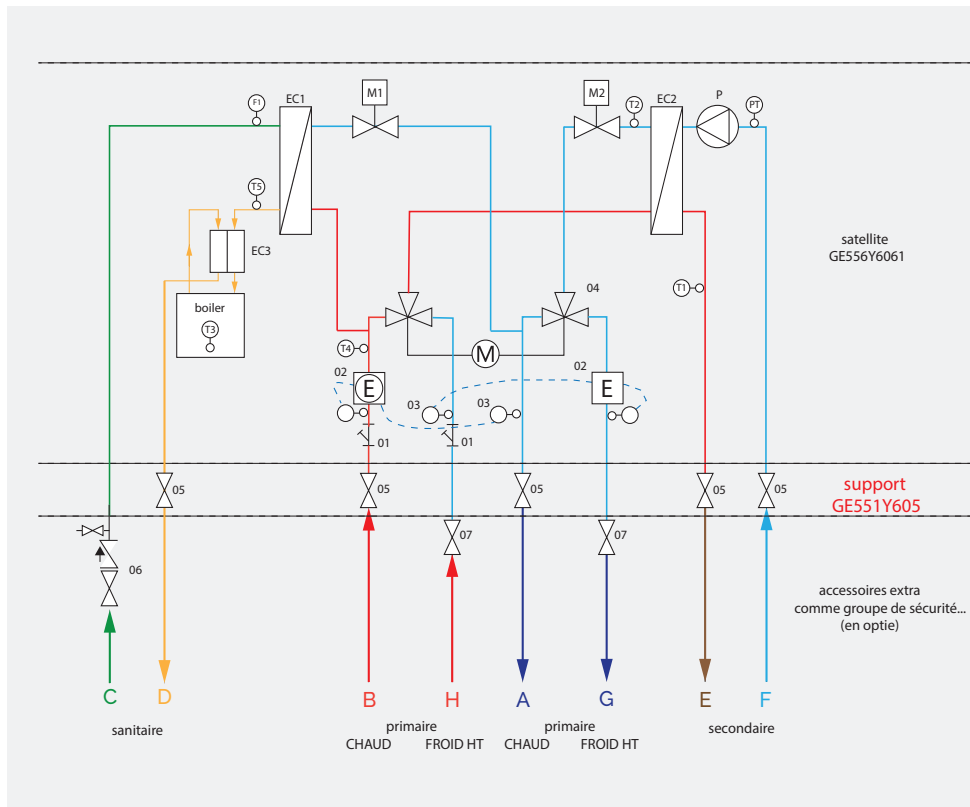 M1
M2
P
F1
EC1
T2
EC2
PT
T5
EC3
satellite
GE556Y6061
T1
04
boiler
T3
T4
M
02
02
E
E
03
03
01
01
05
05
05
05
05
support
GE551Y605
07
07
06
accessoires extra
comme groupe de sécurité...
(en optie)
C
D
B
H
A
G
E
F
sanitaire
primaire
primaire
secondaire
CHAUD
FROID HT
CHAUD
FROID HT